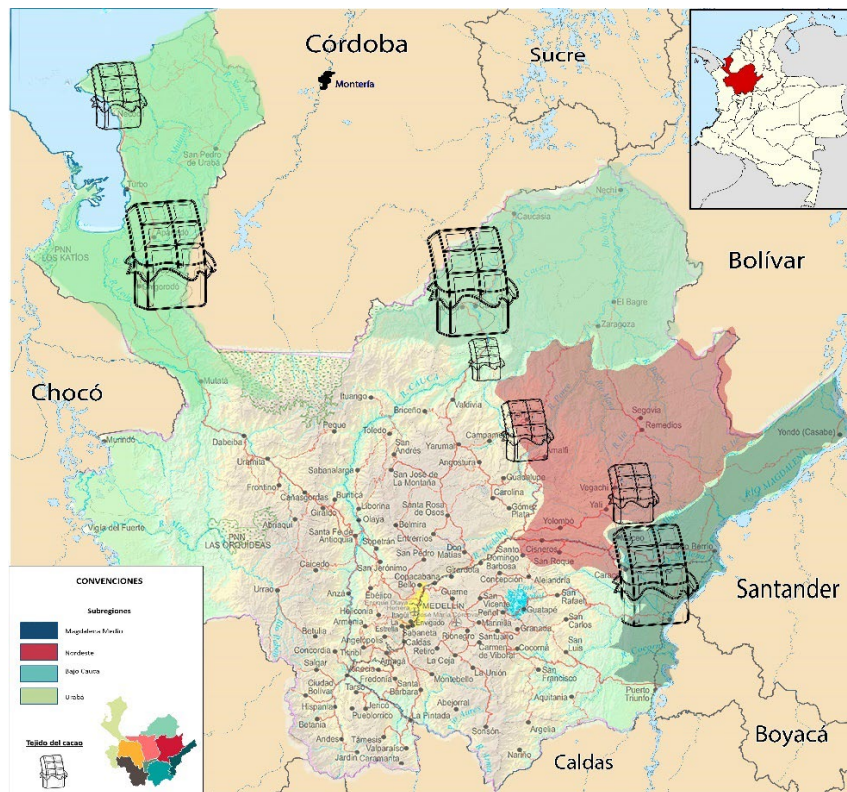 Córdoba
Sucre
Montería
R. San Juan
San Pedro
de Urabá
Turbo
Nechí
Caucasia
PNN
LOS KATÍOS
Bolívar
El Bagre
Zaragoza
Chocó
Mutatá
R. CAUCA
Ituango
Briceño
Valdivia
Segovia
Remedios
Yondó (Casabe)
Murindó
Dabeiba
Peque
Toledo
San
Andrés
Yarumal
Campamento
Amalfi
Uramita
Angostura
RÍO MAGDALENA
Frontino
Sabanalarga
San José de
La Montaña
Guadalupe
Vegachí
Cañasgordas
Buriticá
Carolina
Yalí
Giraldo
Liborina
Santa Rosa
de Osos
Gómez
Plata
Vigía del Fuerte
Abriaquí
Olaya
Belmira
Yolombó
Santa Fe de
Antioquia
Sopetrán
Entrerríos
Don
Matías
PNN
LAS ORQUÍDEAS
San Pedro
Santo
Domingo
Cisneros
San Roque
Caicedo
San Jerónimo
Girardota
Barbosa
Copacabana
Concepción
Alejandría
Santander
Urrao
Anzá
Ebéjico
Bello
Guarne
San
Rafael
MEDELLÍN
San
Vicente
Guatapé
Heliconia
Itagüí
Envigado
Marinilla
Betulia
Angelópolis
La
Estrella
Sabaneta
Rionegro
Granada
San
Carlos
Concordia
Titiribí
Caldas
Retiro
Santuario
Carmen
de Viboral
Cocorná
San
Luis
Salgar
Venecia
Amagá
La Ceja
Fredonia
La Unión
San
Francisco
Ciudad
Bolívar
Tarso
Santa
Bárbara
Montebello
Puerto
Triunfo
Hispania
Jericó
Aquitania
Pueblorrico
La Pintada
Abejorral
Betania
Andes
Támesis
Sonsón
Argelia
Valparaíso
Jardín
Caramanta
Nariño
Boyacá
Caldas
CONVENCIONES
Subregiones
Magdalena Medio
Nordeste
Bajo Cauca
Urabá
Tejido del cacao